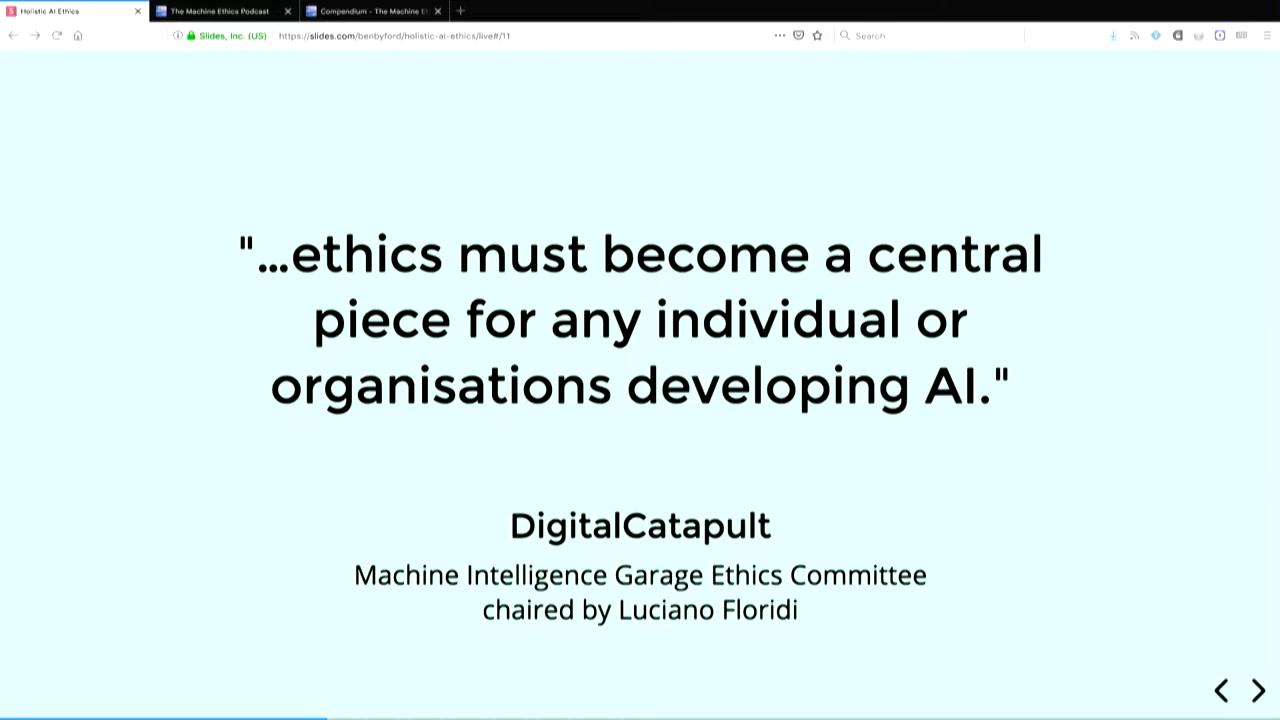 Holistic AI Ethics
The Machine Ethics Podcast
Compendium - The Machine Et
Slides, Inc. (US)
https://slides.com/benbyford/holistic-ai-ethics/live#/11
Search
"...ethics must become a central
piece for any individual or
organisations developing AI."
DigitalCatapult
Machine Intelligence Garage Ethics Committee
chaired by Luciano Floridi